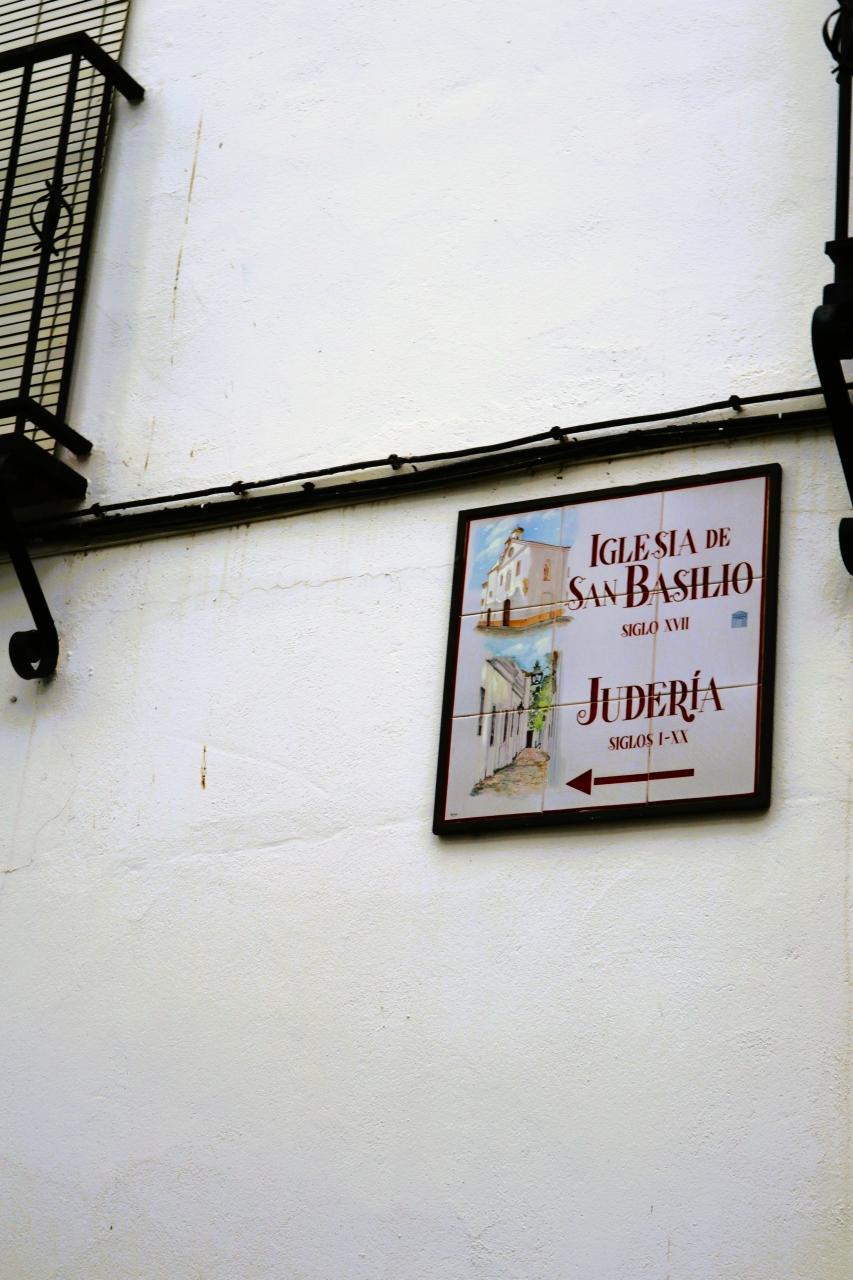 IGLESIA DE
SAN BASILIO
SIGLO XVII
JUDERÍA
SIGLOS I-XX